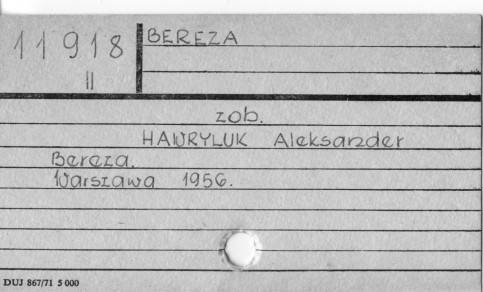 11918 BEREZA
II
zob.
HAWRYLUK Aleksander
Bereza.
Warszawa 1956.
DUJ 867/71 5 000